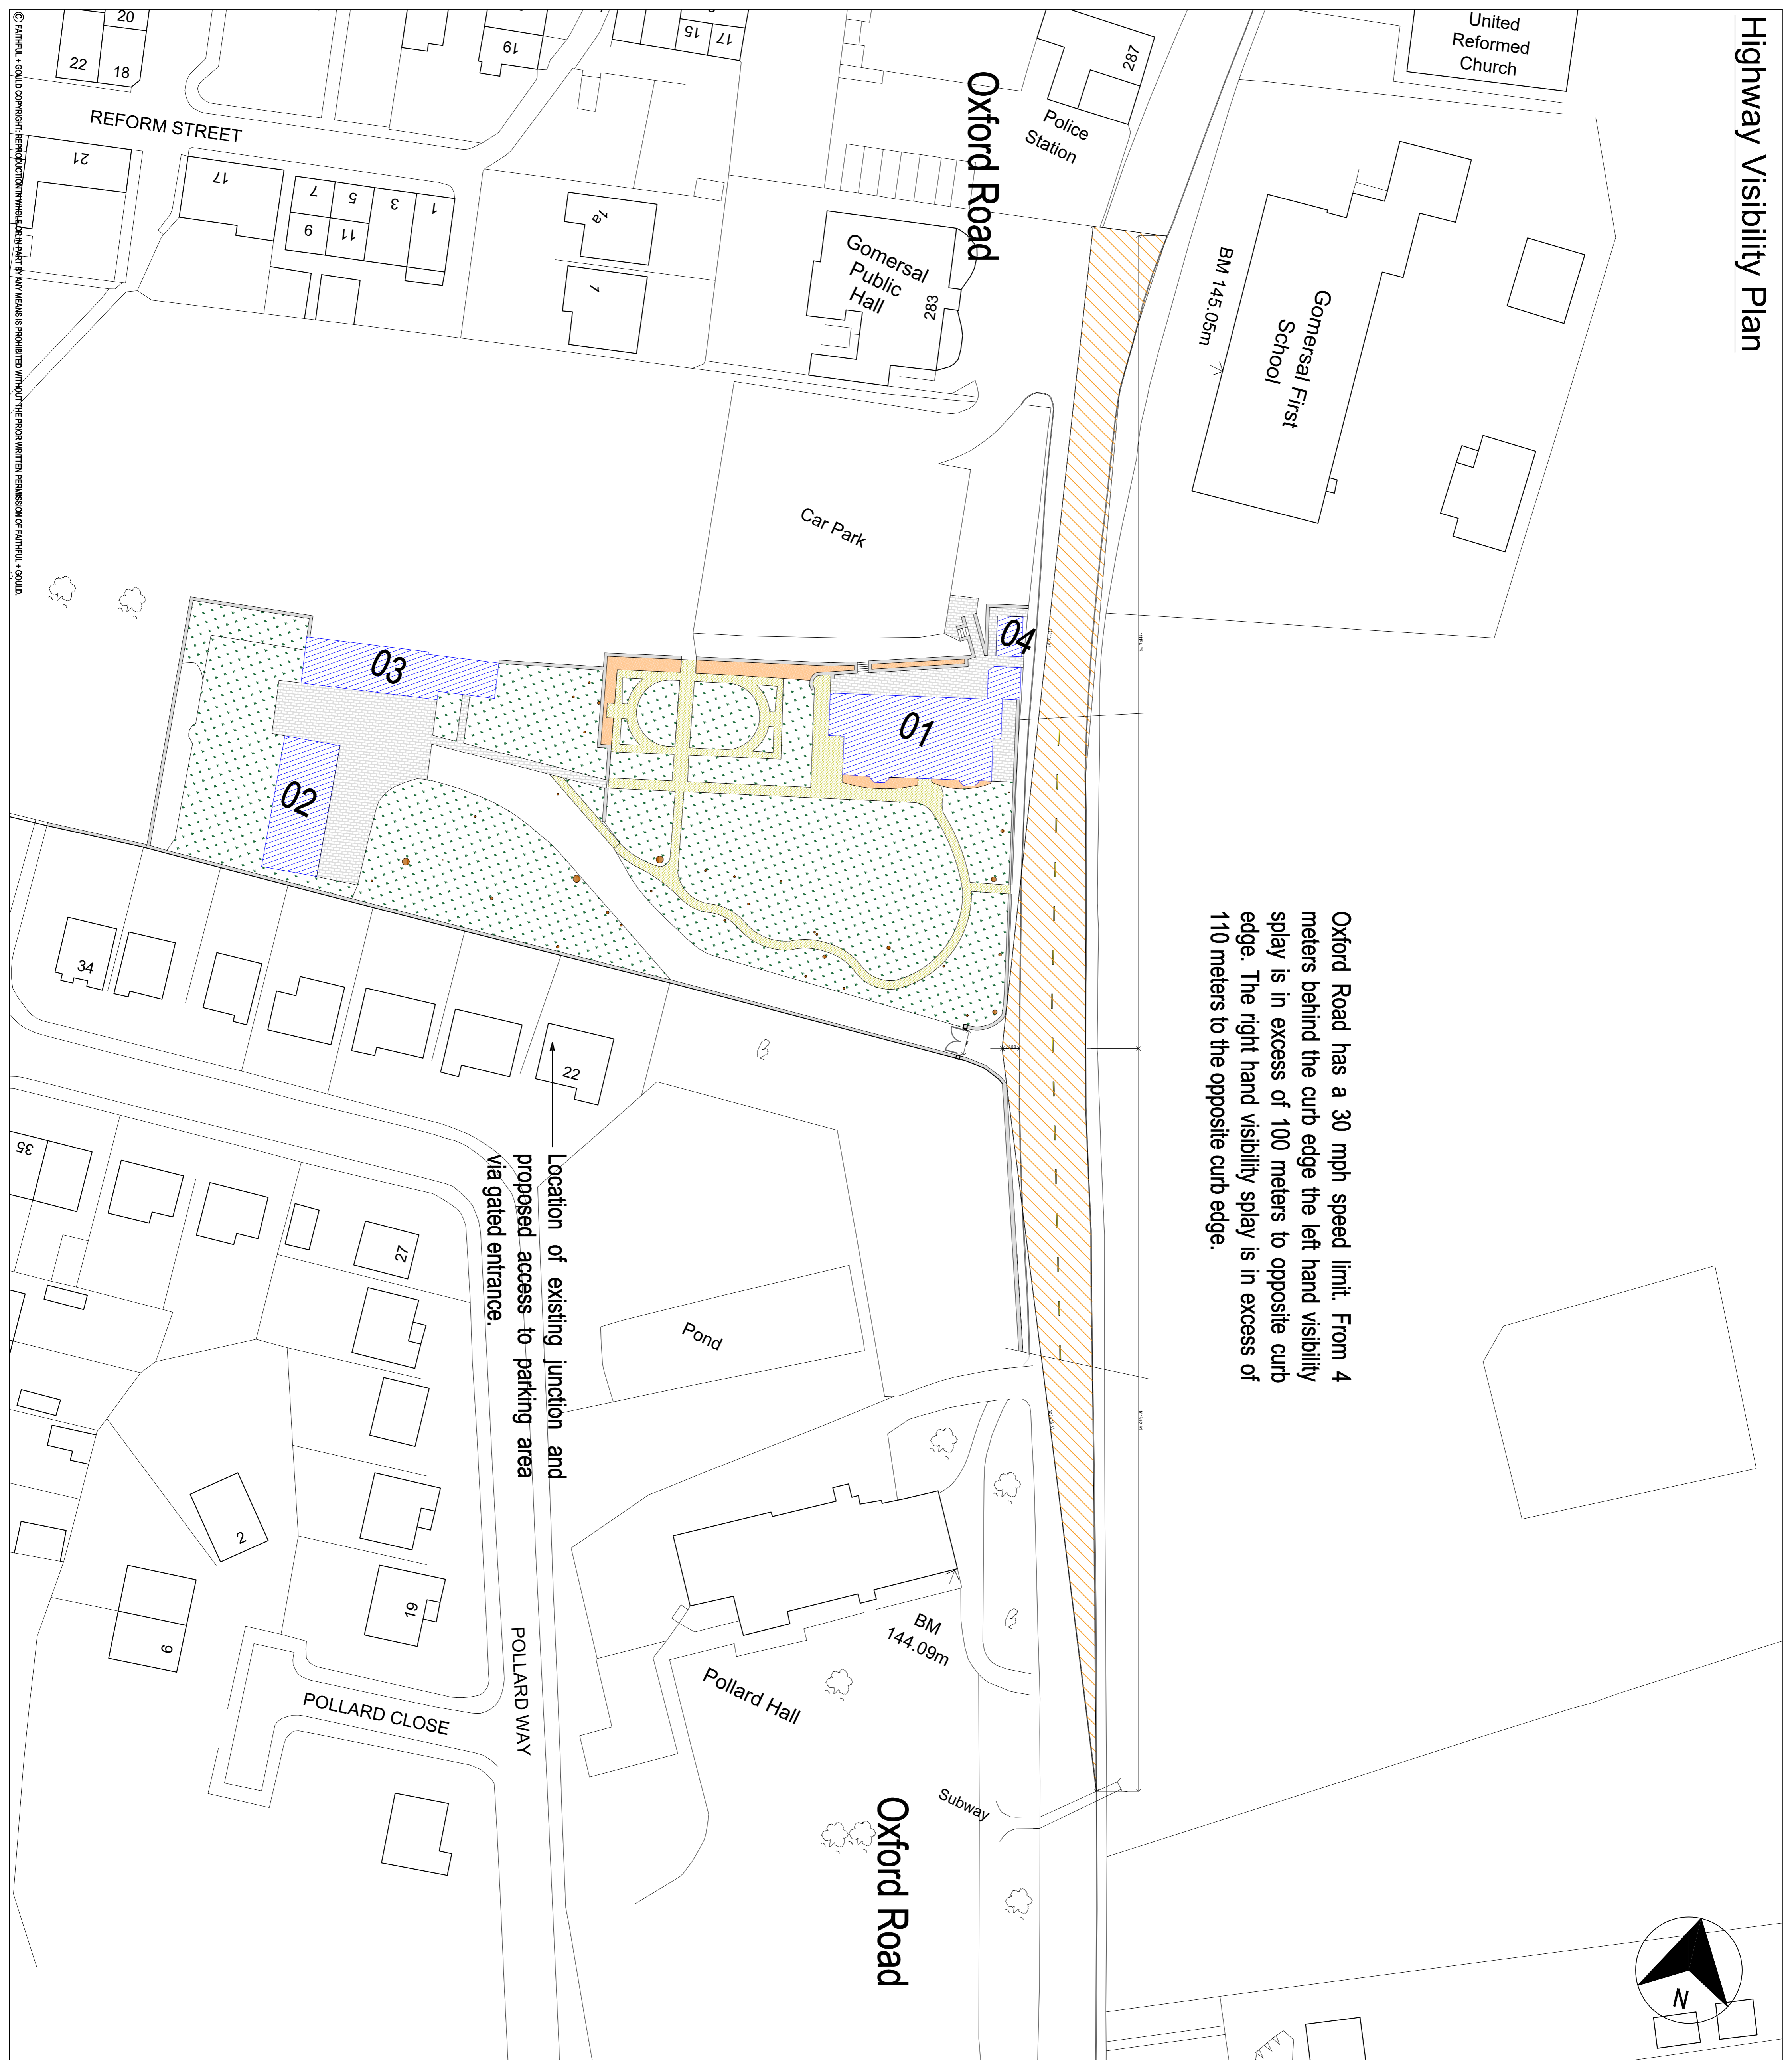 Highway Visibility Plan
United
Reformed
Church
287
Police
Station
Oxford Road
17
15
19
20
22
18
REFORM STREET
21
17
7
5
3
1
9
11
7a
7
Gomersal
Public
Hall
283
BM 145.05m
Gomersal First
School
Car Park
04
03
01
02
Oxford Road has a 30 mph speed limit. From 4
meters behind the curb edge the left hand visibility
splay is in excess of 100 meters to opposite curb
edge. The right hand visibility splay is in excess of
110 meters to the opposite curb edge.
34
22
Location of existing junction and
proposed access to parking area
via gated entrance.
35
27
Pond
2
19
9
BM
144.09m
Pollard Hall
POLLARD WAY
POLLARD CLOSE
Subway
Oxford Road
N
© FAITHFUL + GOULD COPYRIGHT: REPRODUCTION IN WHOLE OR IN PART BY ANY MEANS IS PROHIBITED WITHOUT THE PRIOR WRITTEN PERMISSION OF FAITHFUL + GOULD.